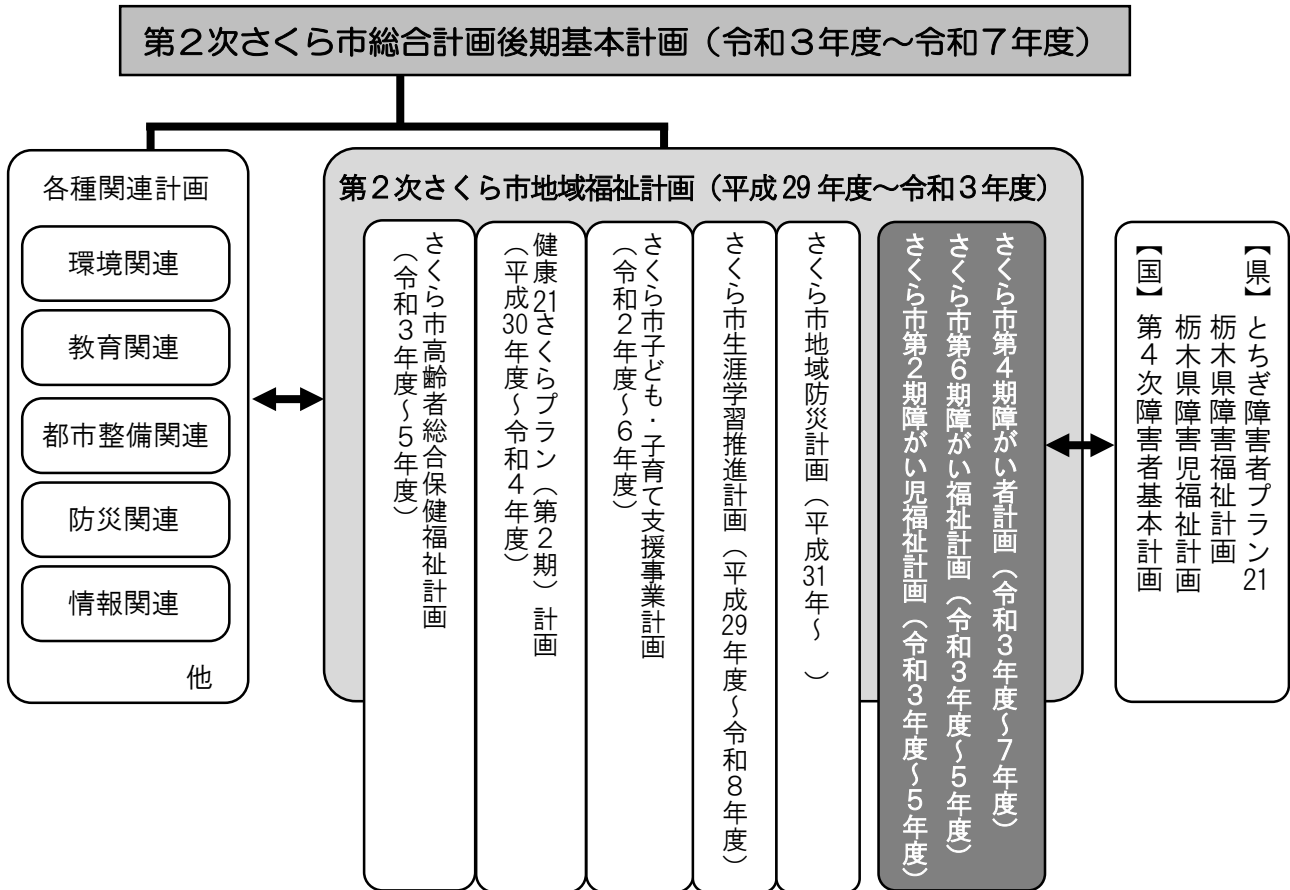 第２次さくら市総合計画後期基本計画（令和３年度～令和７年度）
各種関連計画
環境関連
教育関連
都市整備関連
防災関連
情報関連
他
第２次さくら市地域福祉計画（平成29年度～令和３年度）
さくら市高齢者総合保健福祉計画
（令和３年度～５年度）
健康21さくらプラン（第２期）計画
（平成30年度～令和４年度）
さくら市子ども・子育て支援事業計画
（令和２年度～６年度）
さくら市生涯学習推進計画（平成29年度～令和８年度）
さくら市地域防災計画（平成31年～　）
さくら市第４期障がい者計画（令和３年度～７年度）
さくら市第６期障がい福祉計画（令和３年度～５年度）
さくら市第２期障がい児福祉計画（令和３年度～５年度）
【県】とちぎ障害者プラン21
栃木県障害福祉計画
栃木県障害児福祉計画
【国】第４次障害者基本計画